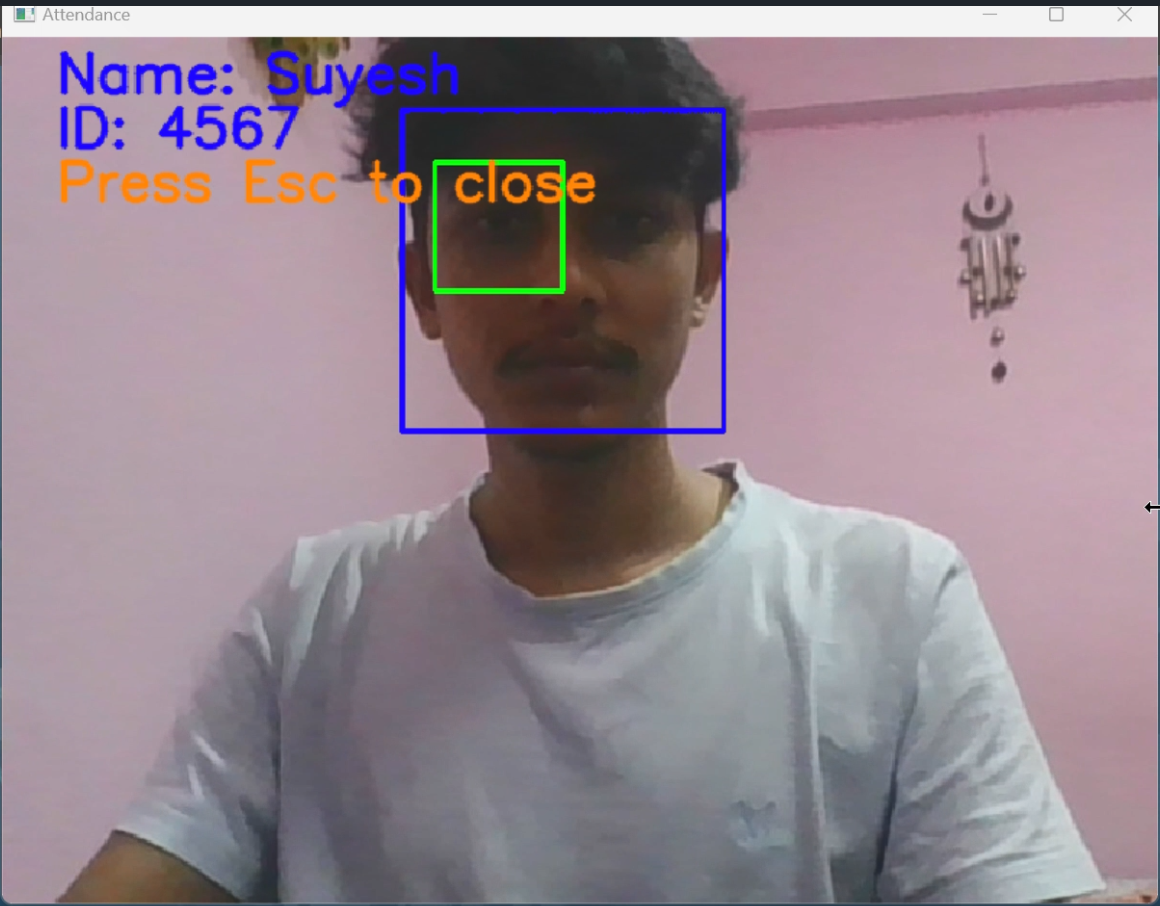 Attendance
Name: Suyesh
ID: 4567
Press Esc to close